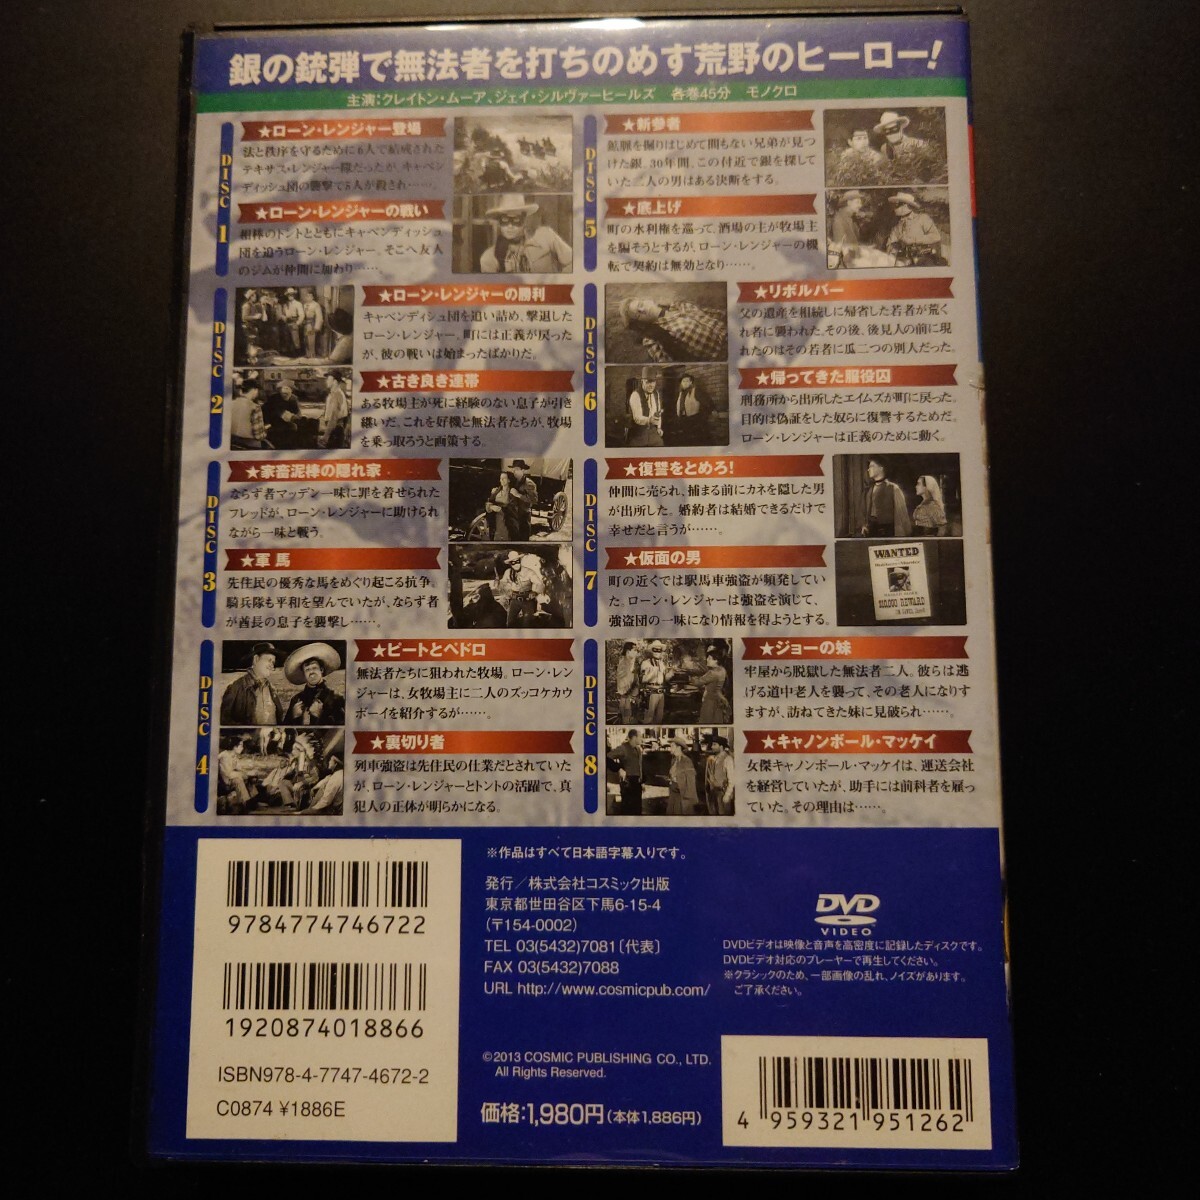 銀の銃弾で無法者を打ちのめす荒野のヒーロー!
主演:クレイトン・ムーア、ジェイ・シルヴァーヒールズ 各巻45分 モノクロ
DISC 1
★ローン・レンジャー登場
法と秩序を守るために6人で結成された
テキサス・レンジャー隊だったが、キャベン
ディッシュ団の襲撃で5人が殺され……。
★ローン・レンジャーの戦い
相棒のトントとともにキャベンディッシュ
団を追うローン・レンジャー。そこへ友人
のジムが仲間に加わり……。
DISC 2
★ローン・レンジャーの勝利
キャベンディシュ団を追い詰め、撃退した
ローン・レンジャー。町には正義が戻った
が、彼の戦いは始まったばかりだ。
★古き良き連帯
ある牧場主が死に経験のない息子が引き
継いだ。これを好機と無法者たちが、牧場
を乗っ取ろうと画策する。
DISC 3
★家畜泥棒の隠れ家
ならず者マッデン一味に罪を着せられた
フレッドが、ローン・レンジャーに助けられ
ながら一味と戦う。
★軍馬
先住民の優秀な馬をめぐり起こる抗争。
騎兵隊も平和を望んでいたが、ならず者
が酋長の息子を襲撃し……。
DISC 4
★ピートとペドロ
無法者たちに狙われた牧場。ローン・レン
ジャーは、女牧場主に二人のズッコケカウ
ボーイを紹介するが……。
★裏切り者
列車強盗は先住民の仕業だとされていた
が、ローン・レンジャーとトントの活躍で、真
犯人の正体が明らかになる。
DISC 5
★新参者
鉱脈を掘りはじめて間もない兄弟が見つ
けた銀。30年間、この付近で銀を探して
いた二人の男はある決断をする。
★底上げ
町の水利権を巡って、酒場の主が牧場主
を騙そうとするが、ローン・レンジャーの機
転で契約は無効となり……。
DISC 6
★リボルバー
父の遺産を相続しに帰省した若者が荒く
れ者に襲われた。その後、後見人の前に現
れたのはその若者に瓜二つの別人だった。
★帰ってきた服役囚
刑務所から出所したエイムズが町に戻った。
目的は偽証をした奴らに復讐するためだ。
ローン・レンジャーは正義のために動く。
DISC 7
★復讐をとめろ!
仲間に売られ、捕まる前にカネを隠した男
が出所した。婚約者は結婚できるだけで
幸せだと言うが……。
★仮面の男
町の近くでは駅馬車強盗が頻発してい
た。ローン・レンジャーは強盗を演じて、
強盗団の一味になり情報を得ようとする。
WANTED
REWARD
DISC 8
★ジョーの妹
牢屋から脱獄した無法者二人。彼らは逃
げる道中老人を襲って、その老人になりす
ますが、訪ねてきた妹に見破られ……。
★キャノンボール・マッケイ
女傑キャノンボール・マッケイは、運送会社
を経営していたが、助手には前科者を雇っ
ていた。その理由は……。
9784774746722
1920874018866
ISBN978-4-7747-4672-2
C0874 ¥1886E
※作品はすべて日本語字幕入りです。
発行/株式会社コスミック出版
東京都世田谷区下馬6-15-4
(〒154-0002)
TEL 03(5432)7081〔代表〕
FAX 03(5432)7088
URL http://www.cosmicpub.com/
©2013 COSMIC PUBLISHING CO., LTD.
All Rights Reserved.
価格:1,980円(本体1,886円)
DVD
VIDEO
DVDビデオは映像と音声を高密度に記録したディスクです。
DVDビデオ対応のプレーヤーで再生してください。
※クラシックのため、一部画像の乱れ、ノイズがあります。
ご了承ください。
4 959321 951262